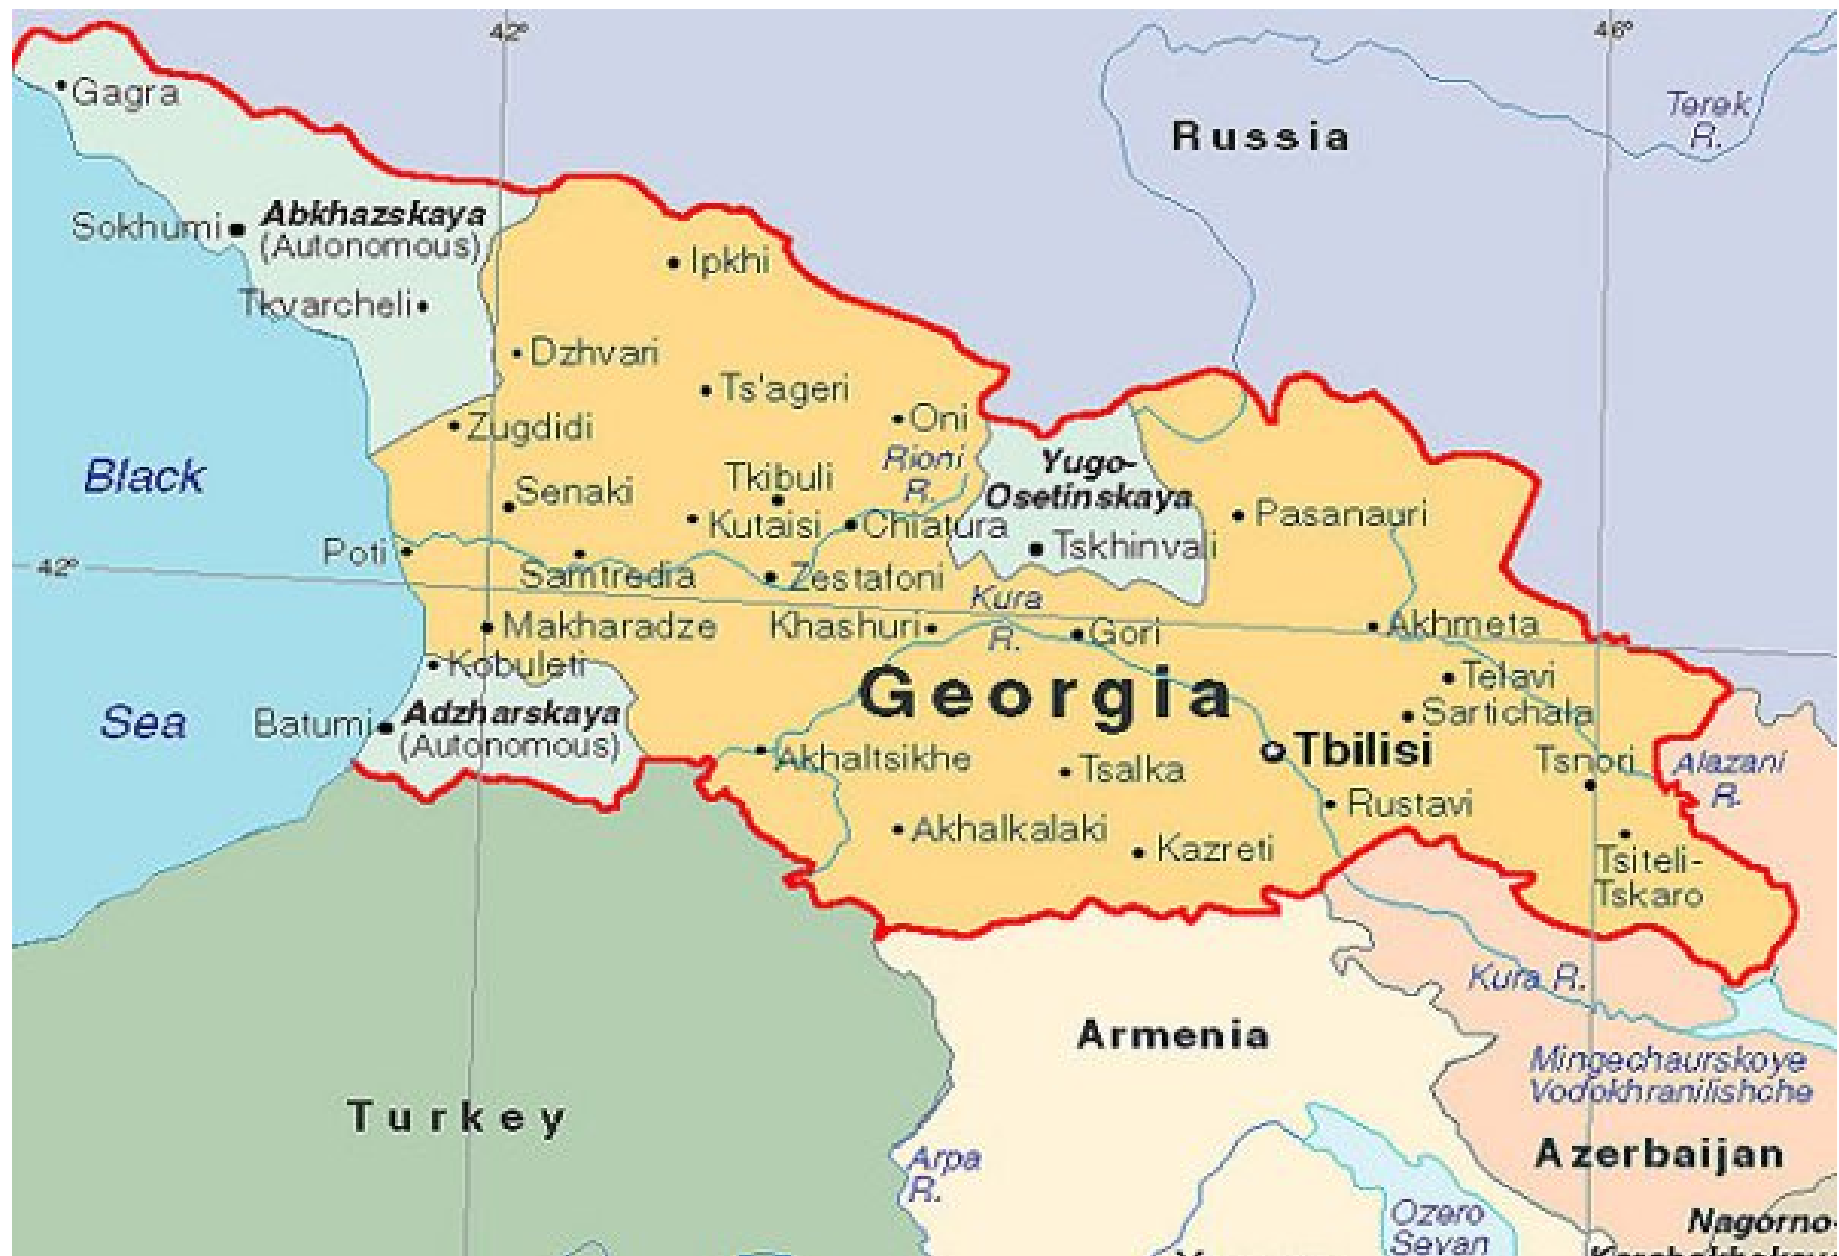 42°
46°
Gagra
Terek
R.
Russia
Sokhumi
Abkhazskaya
(Autonomous)
Ipkhi
Tkvarcheli
Dzhvari
Ts'ageri
Oni
Zugdidi
Rioni
R.
Black
Yugo-
Osetinskaya
Tkibuli
Senaki
Kutaisi
Chiatura
Pasanauri
Tskhinvali
Poti
42°
Samtredia
Zestafoni
Kura
R.
Makharadze
Khashuri
Gori
Akhmeta
Kobuleti
Telavi
Georgia
Sea
Batumi
Adzharskaya
(Autonomous)
Sartichala
Tbilisi
Akhaltsikhe
Tsalka
Tsnori
Alazani
R.
Rustavi
Akhalkalaki
Kazreti
Tsiteli-
Tskaro
Kura R.
Armenia
Mingechaurskoye
Vodokhranilishche
Turkey
Azerbaijan
Arpa
R.
Ozero
Sevan
Nagorno-